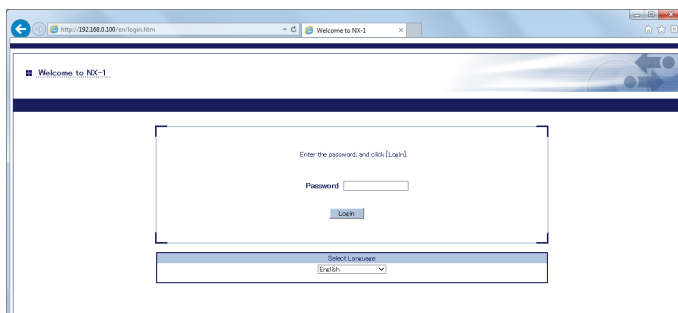 http://192.168.0.100/en/login.htm
Welcome to NX-1
Welcome to NX-1
Enter the password, and click [Login].
Password
Login
Select Language
English